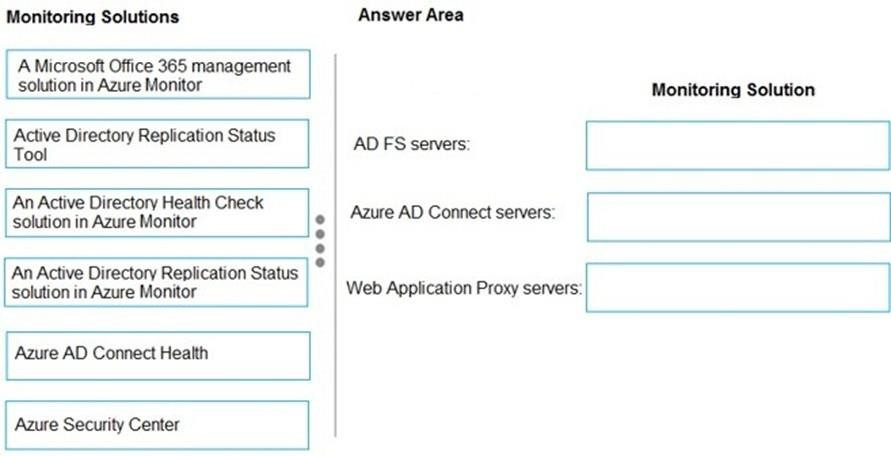 Monitoring Solutions
A Microsoft Office 365 management
solution in Azure Monitor
Active Directory Replication Status
Tool
An Active Directory Health Check
solution in Azure Monitor
An Active Directory Replication Status
solution in Azure Monitor
Azure AD Connect Health
Azure Security Center
Answer Area
Monitoring Solution
AD FS servers:
Azure AD Connect servers:
Web Application Proxy servers: